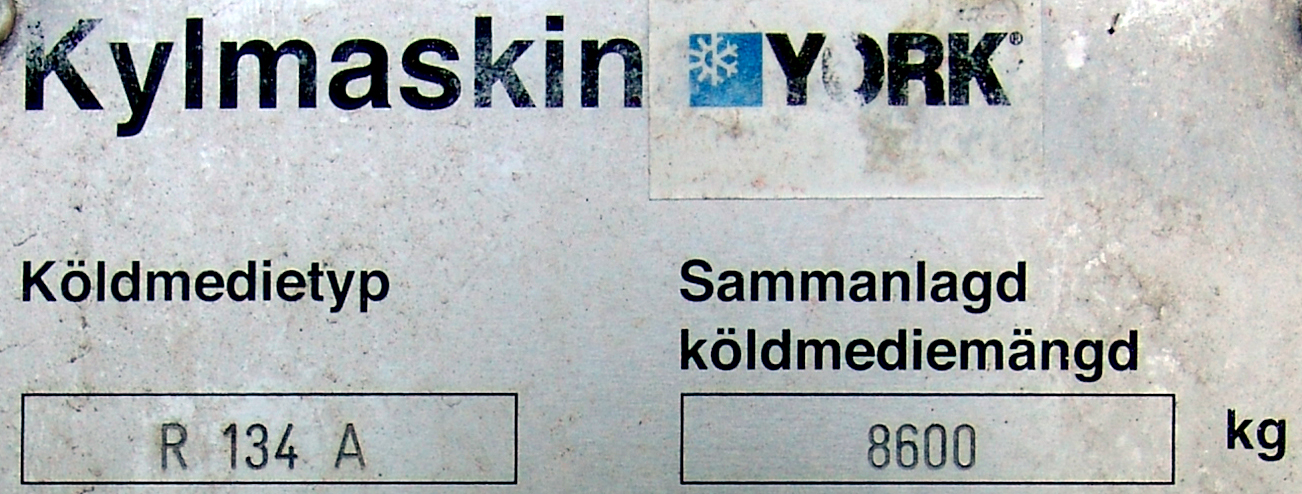 Kylmaskin YORK®
Köldmedietyp
Sammanlagd
köldmediemängd
R 134 A
8600 kg